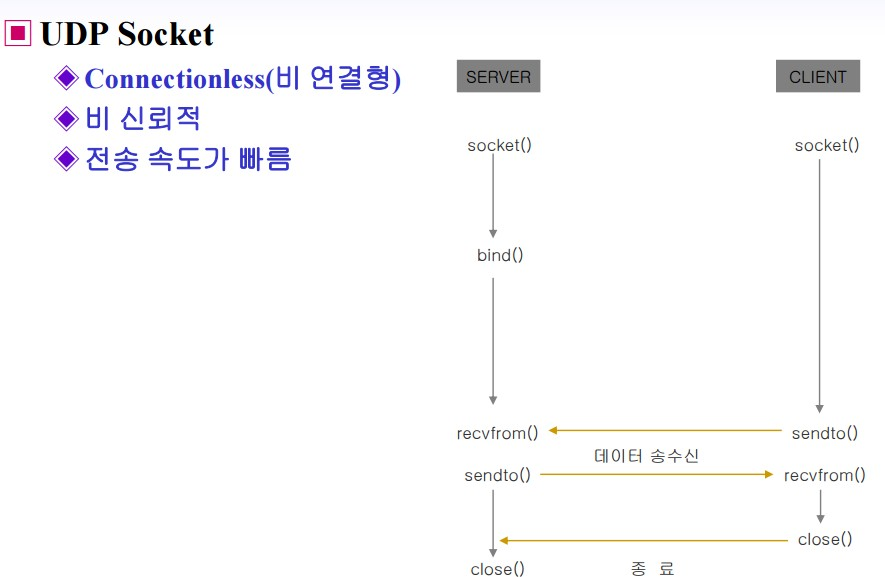 UDP Socket
Connectionless(비 연결형)
비 신뢰적
전송 속도가 빠름
SERVER CLIENT
socket() socket()
bind()
recvfrom() sendto()
데이터 송수신
sendto() recvfrom()
close()
close() 종 료